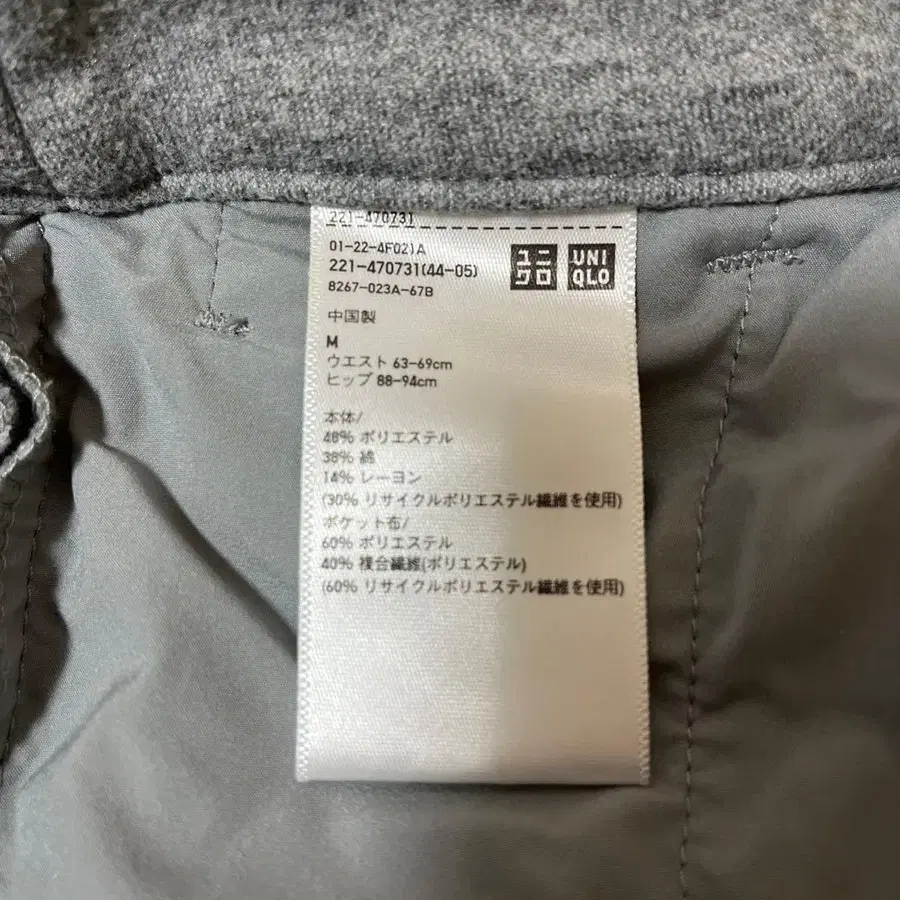 221-470731
01-22-4F021A
221-470731(44-05)
8267-023A-67B
ユニクロ
UNIQLO
中国製
M
ウエスト 63-69cm
ヒップ 88-94cm
本体/
48% ポリエステル
38% 綿
14% レーヨン
(30% リサイクルポリエステル繊維を使用)
ポケット布/
60% ポリエステル
40% 複合繊維(ポリエステル)
(60% リサイクルポリエステル繊維を使用)